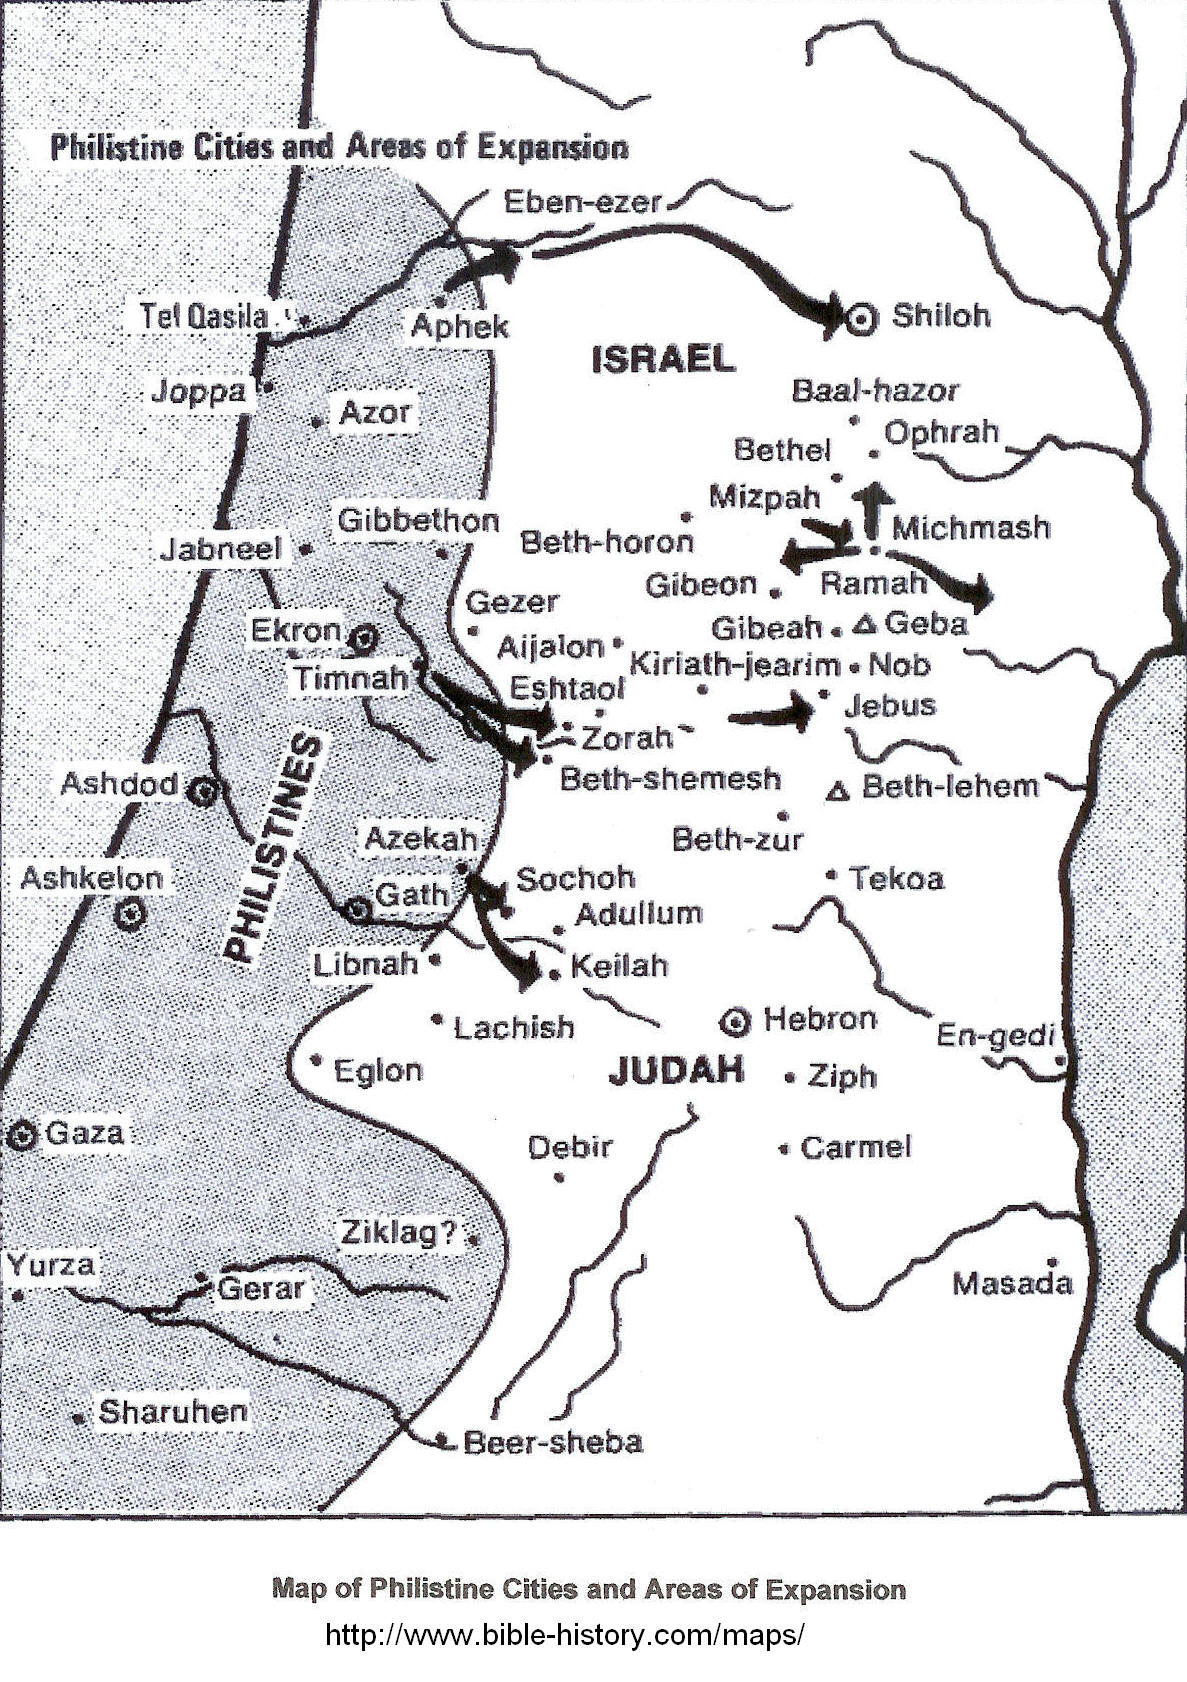 Philistine Cities and Areas of Expansion
Eben-ezer
Tel Qasila
Aphek
Shiloh
ISRAEL
Joppa
Azor
Baal-hazor
Ophrah
Bethel
Mizpah
Gibbethon
Beth-horon
Michmash
Jabneel
Gibeon
Ramah
Gezer
Ekron
Gibeah
Geba
Aijalon
Kiriath-jearim
Nob
Timnah
Eshtaol
Jebus
Zorah
Ashdod
Beth-shemesh
Beth-lehem
PHILISTINES
Azekah
Beth-zur
Ashkelon
Gath
Sochoh
Tekoa
Adullum
Libnah
Keilah
Lachish
Hebron
En-gedi
Eglon
JUDAH
Ziph
Gaza
Debir
Carmel
Ziklag?
Yurza
Gerar
Masada
Sharuhen
Beer-sheba
Map of Philistine Cities and Areas of Expansion
http://www.bible-history.com/maps/